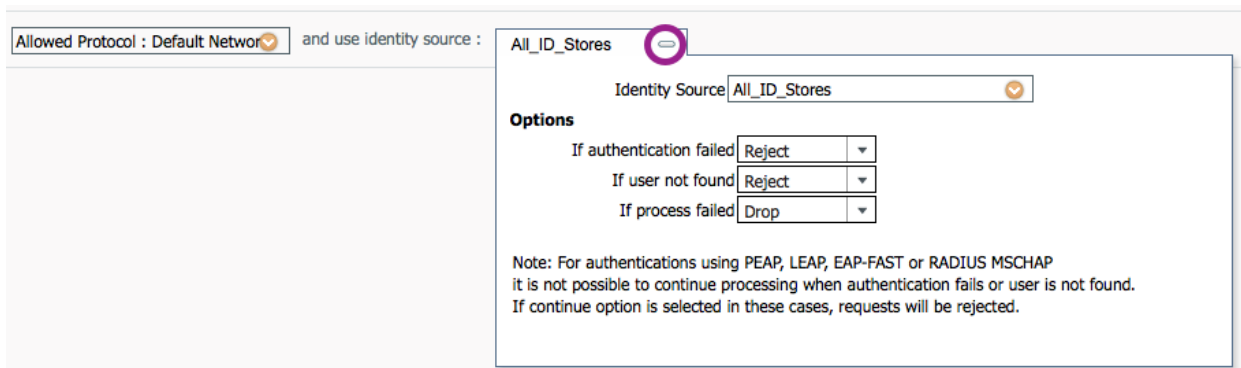 Allowed Protocol : Default Networ and use identity source : All_ID_Stores
Identity Source All_ID_Stores
Options
If authentication failed Reject
If user not found Reject
If process failed Drop
Note: For authentications using PEAP, LEAP, EAP-FAST or RADIUS MSCHAP
it is not possible to continue processing when authentication fails or user is not found.
If continue option is selected in these cases, requests will be rejected.